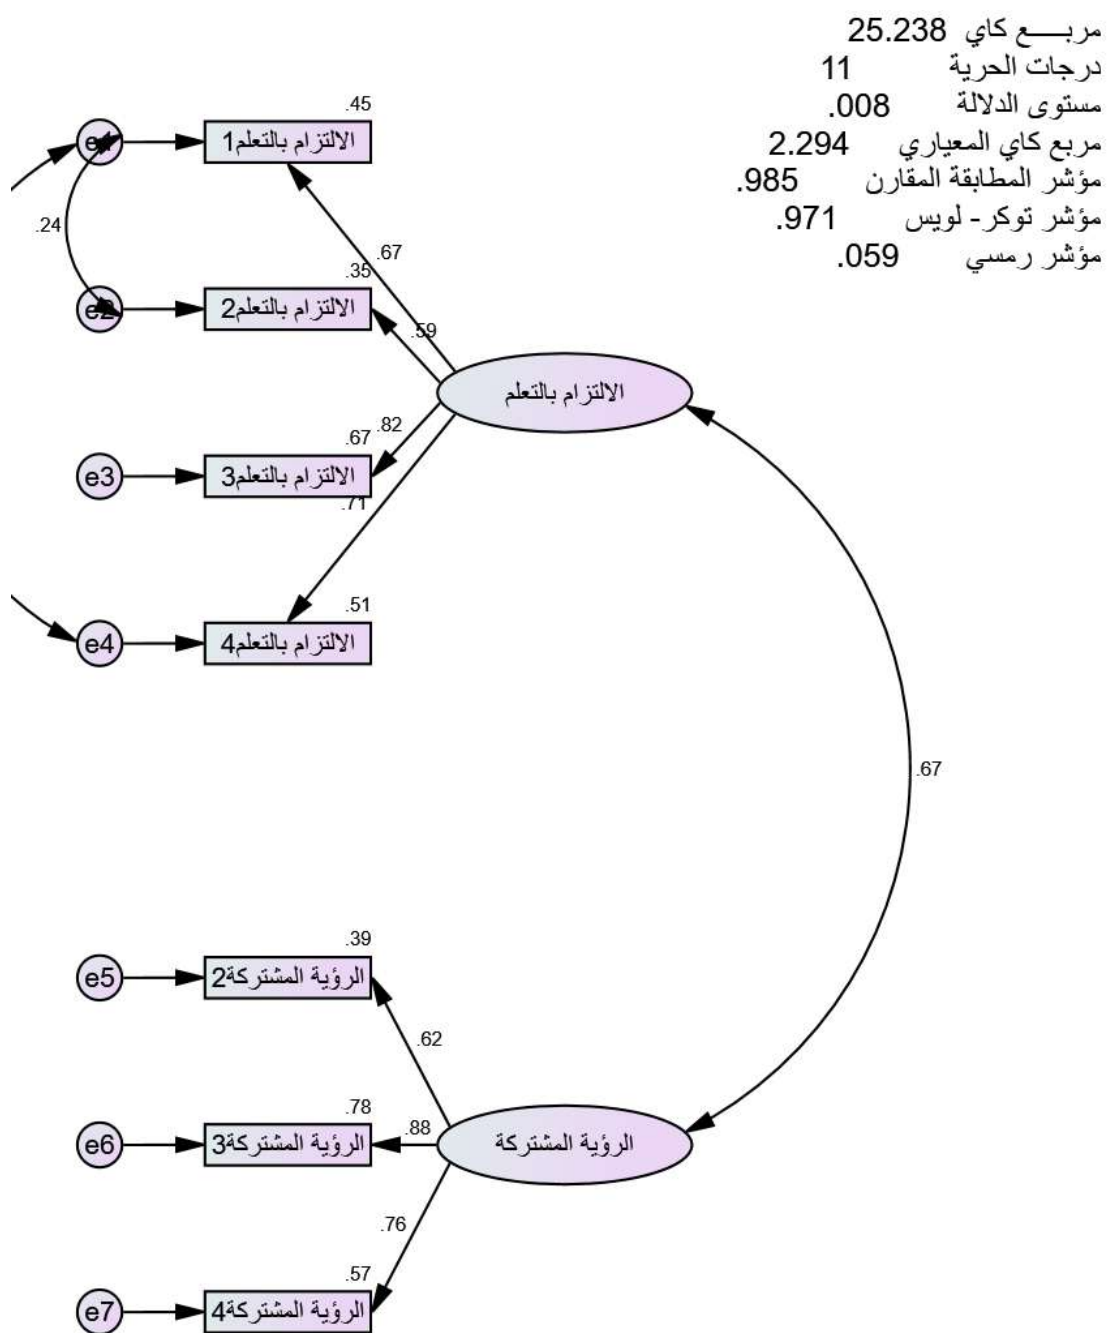 مربـــع كاي 25.238
درجات الحرية 11
مستوى الدلالة .008
مربع كاي المعياري 2.294
مؤشر المطابقة المقارن .985
مؤشر توكر- لويس .971
مؤشر رمسي .059
.45
e1
الالتزام بالتعلم1
.24
.67
.35
e2
الالتزام بالتعلم2
.59
الالتزام بالتعلم
.82
.67
e3
الالتزام بالتعلم3
.71
.51
e4
الالتزام بالتعلم4
.67
.39
e5
الرؤية المشتركة2
.62
.78
.88
e6
الرؤية المشتركة3
الرؤية المشتركة
.76
.57
e7
الرؤية المشتركة4